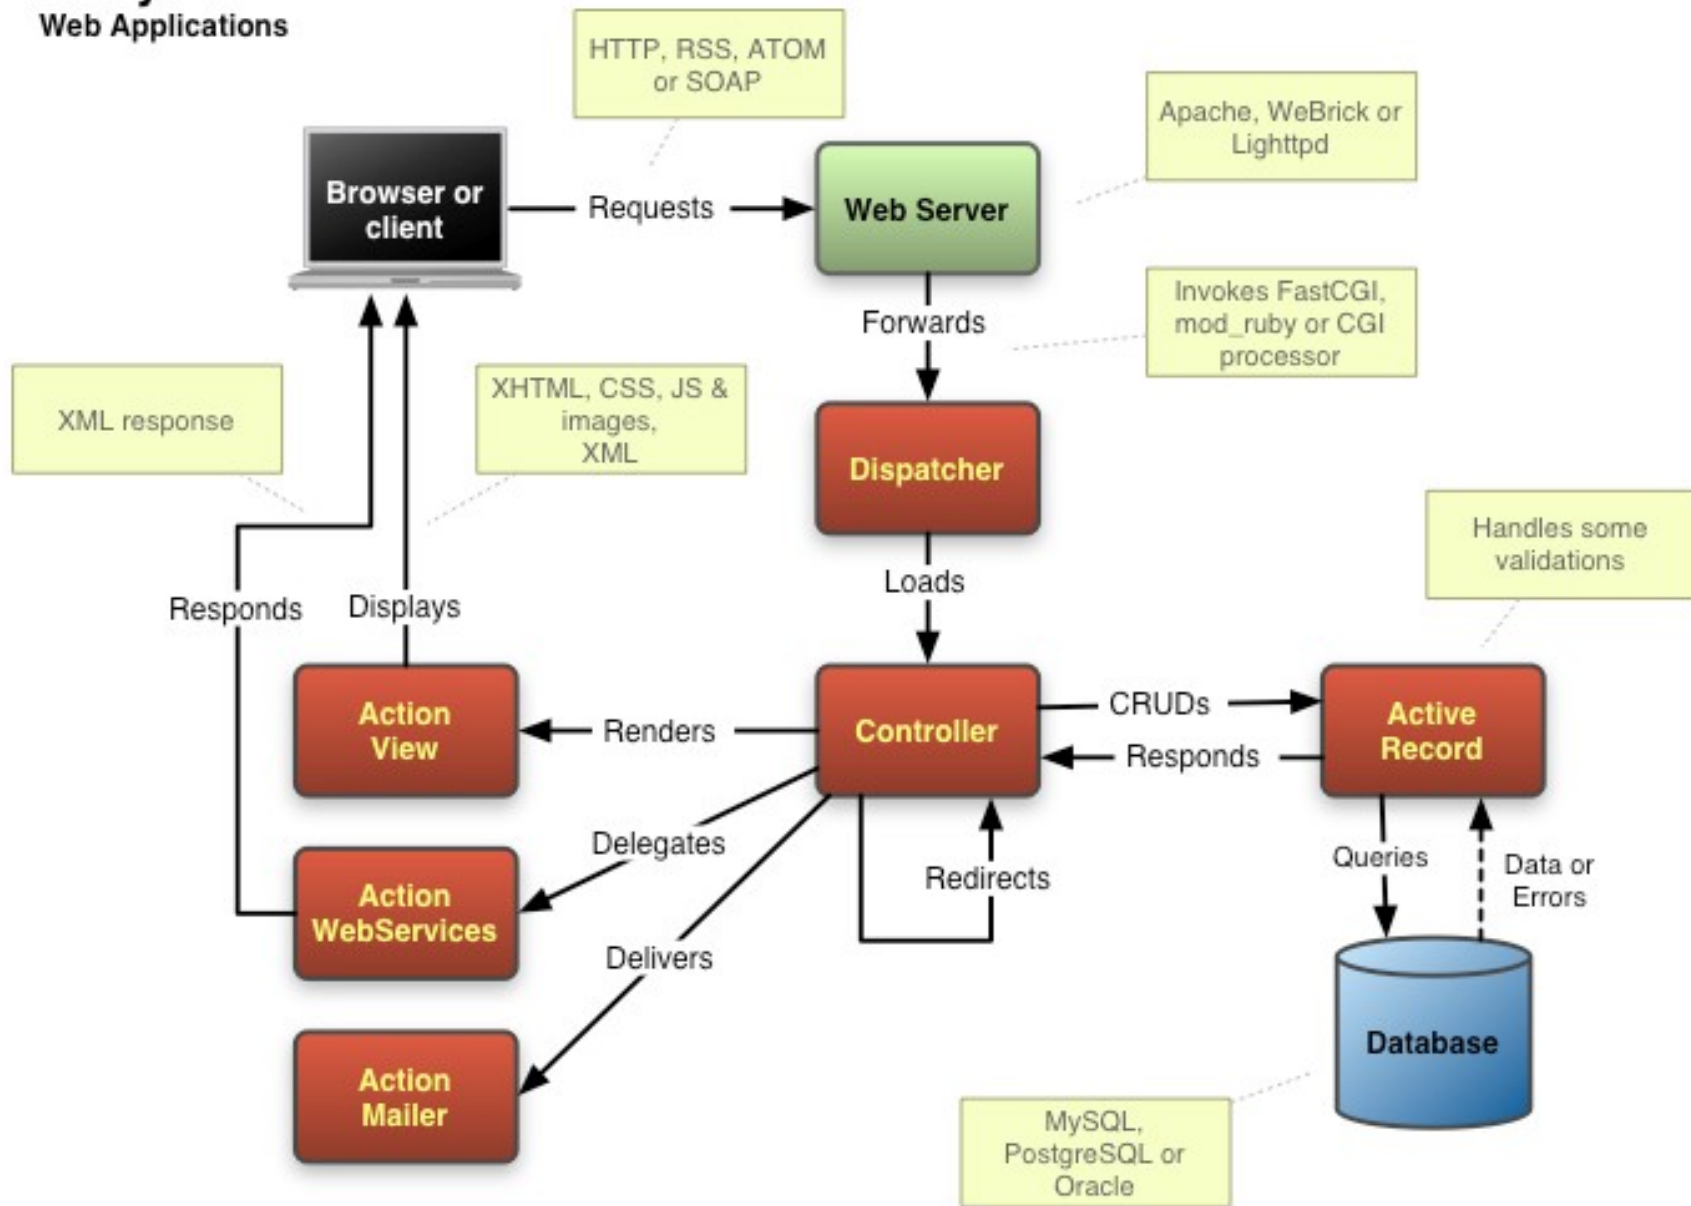 Web Applications
HTTP, RSS, ATOM
or SOAP
Apache, WeBrick or
Lighttpd
Browser or
client
Requests
Web Server
Invokes FastCGI,
mod_ruby or CGI
processor
Forwards
XML response
XHTML, CSS, JS &
images,
XML
Dispatcher
Handles some
validations
Loads
Responds
Displays
Action
View
Renders
Controller
CRUDs
Responds
Active
Record
Delegates
Redirects
Queries
Data or
Errors
Action
WebServices
Delivers
Database
Action
Mailer
MySQL,
PostgreSQL or
Oracle